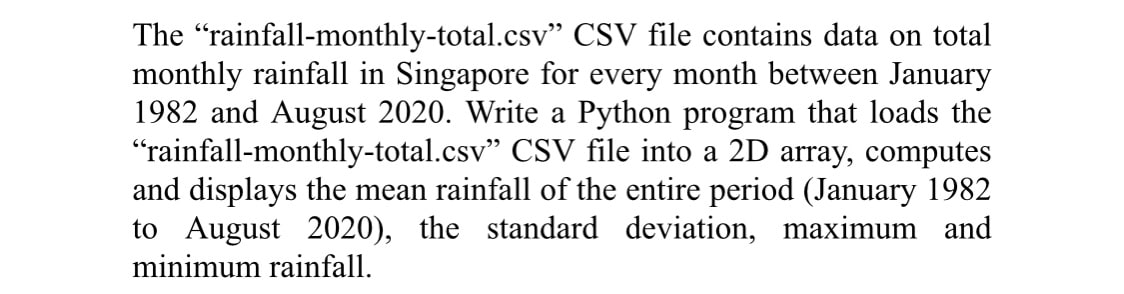 The “rainfall-monthly-total.csv” CSV file contains data on total
monthly rainfall in Singapore for every month between January
1982 and August 2020. Write a Python program that loads the
“rainfall-monthly-total.csv” CSV file into a 2D array, computes
and displays the mean rainfall of the entire period (January 1982
to August 2020), the standard deviation, maximum and
minimum rainfall.